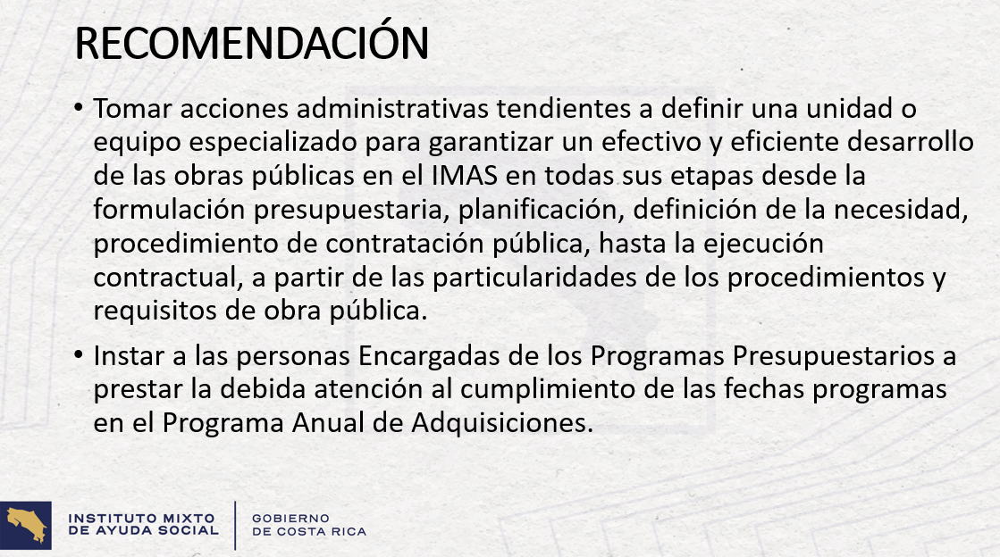 RECOMENDACIÓN
• Tomar acciones administrativas tendientes a definir una unidad o
equipo especializado para garantizar un efectivo y eficiente desarrollo
de las obras públicas en el IMAS en todas sus etapas desde la
formulación presupuestaria, planificación, definición de la necesidad,
procedimiento de contratación pública, hasta la ejecución
contractual, a partir de las particularidades de los procedimientos y
requisitos de obra pública.
• Instar a las personas Encargadas de los Programas Presupuestarios a
prestar la debida atención al cumplimiento de las fechas programas
en el Programa Anual de Adquisiciones.
INSTITUTO MIXTO
DE AYUDA SOCIAL
GOBIERNO
DE COSTA RICA